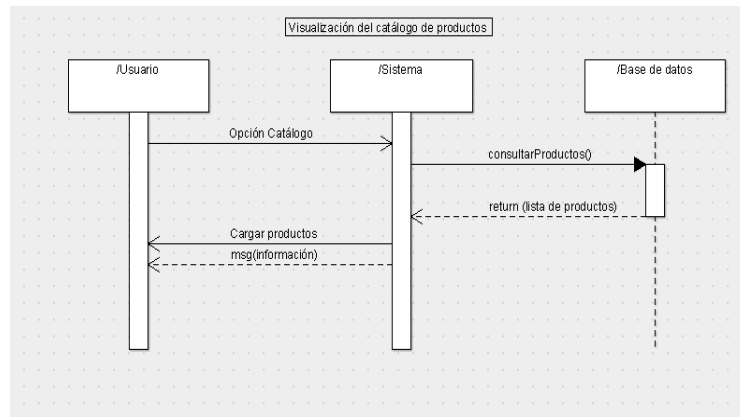 Visualización del catálogo de productos
/Usuario
/Sistema
/Base de datos
Opción Catálogo
consultarProductos()
return (lista de productos)
Cargar productos
msg(información)